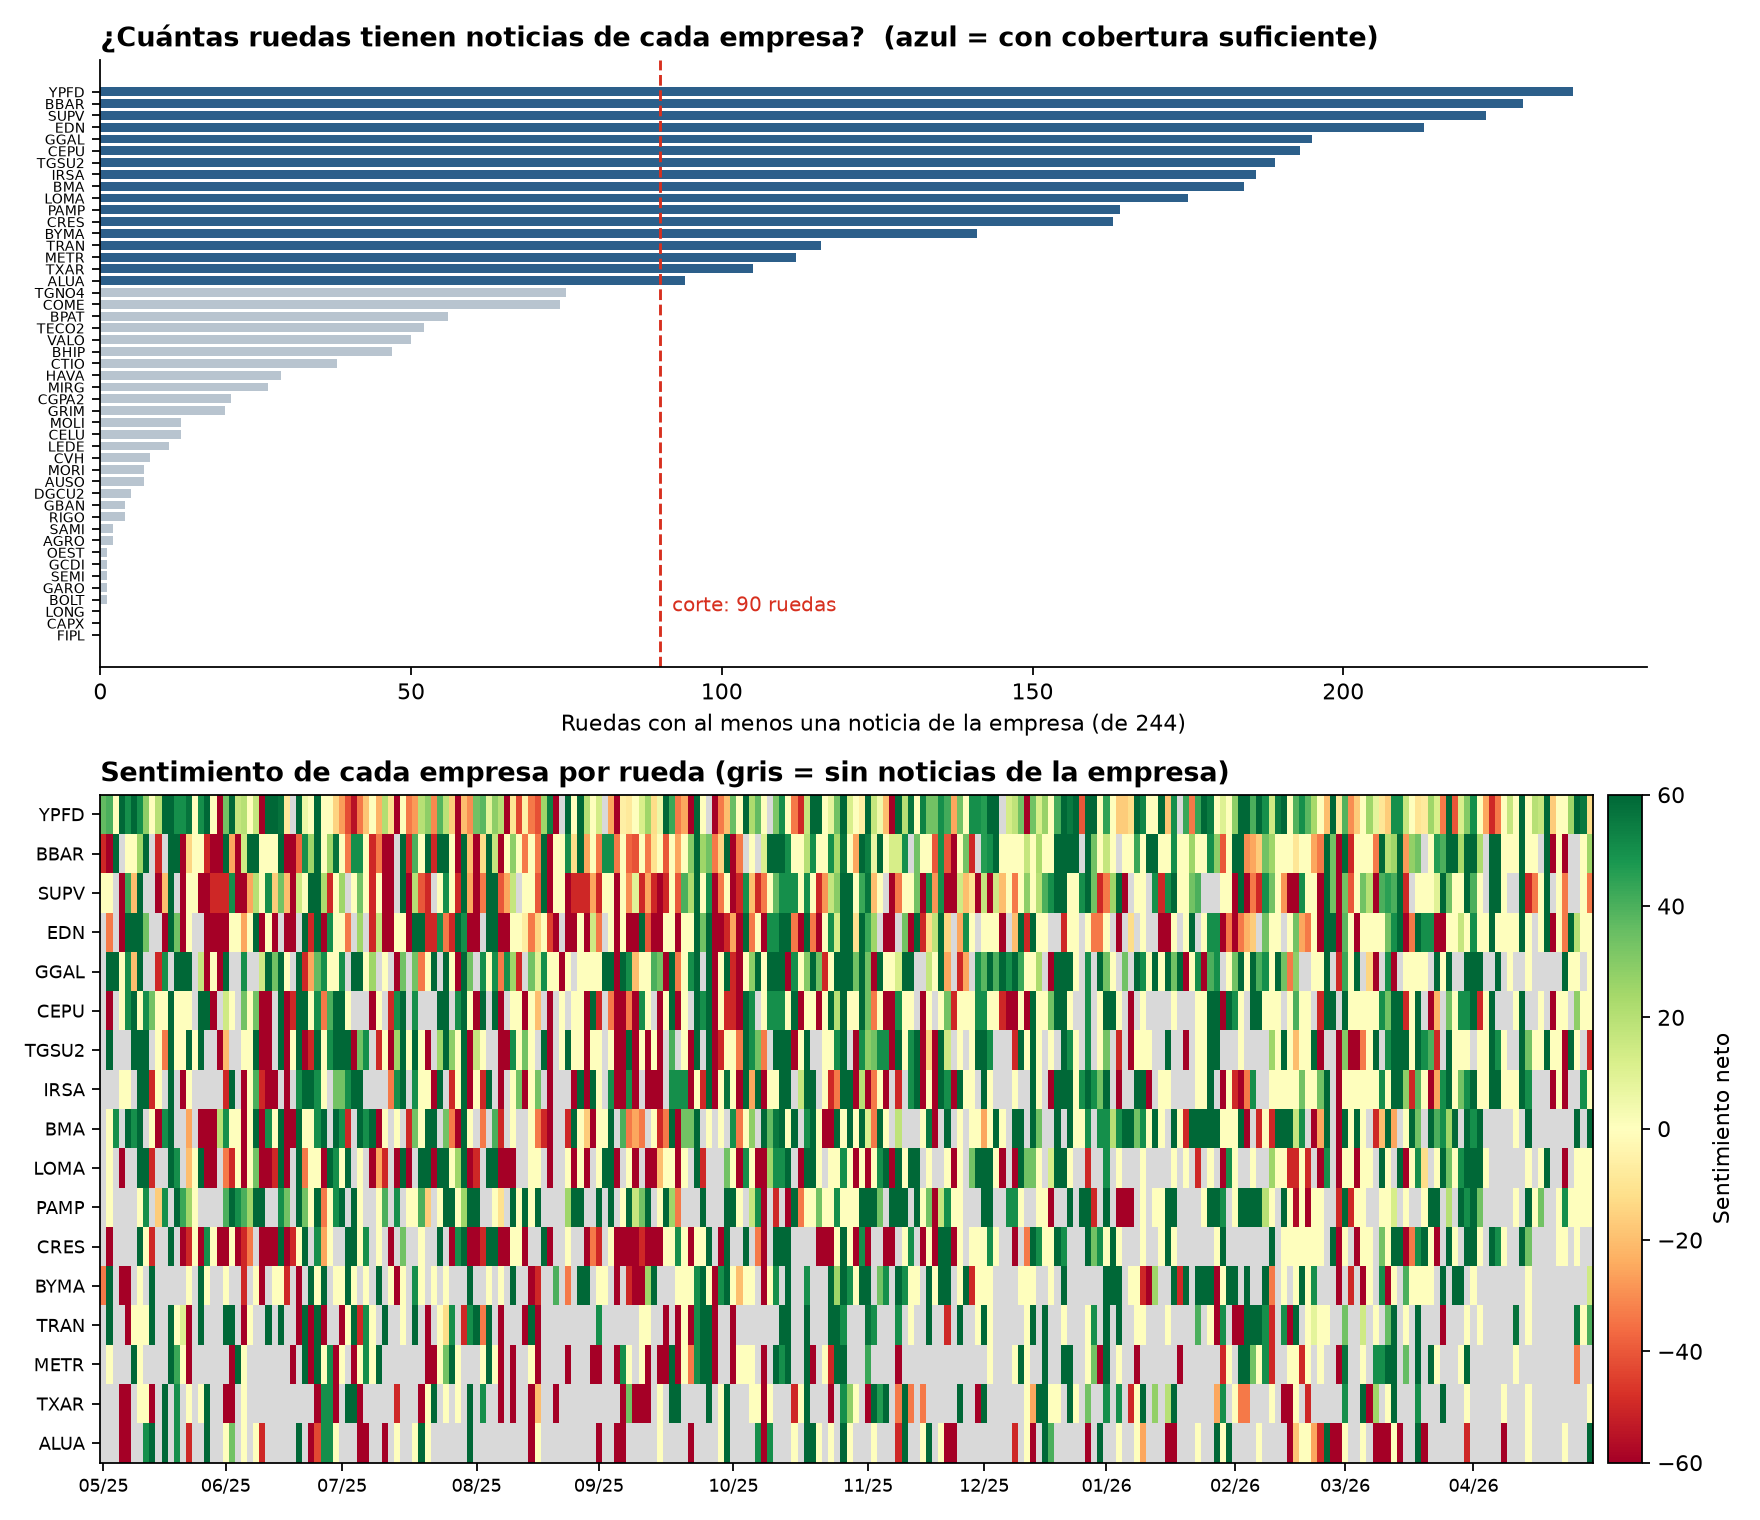 ¿Cuántas ruedas tienen noticias de cada empresa?  (azul = con cobertura suficiente)
YPFD
BBAR
SUPV
EDN
GGAL
CEPU
TGSU2
IRSA
BMA
LOMA
PAMP
CRES
BYMA
TRAN
METR
TXAR
ALUA
TGNO4
COME
BPAT
TECO2
VALO
BHIP
CTIO
HAVA
MIRG
CGPA2
GRIM
MOLI
CELU
LEDE
CVH
MORI
AUSO
DGCU2
GBAN
RIGO
SAMI
AGRO
OEST
GCDI
SEMI
GARO
BOLT
LONG
CAPX
FIPL
corte: 90 ruedas
0 50 100 150 200
Ruedas con al menos una noticia de la empresa (de 244)
Sentimiento de cada empresa por rueda (gris = sin noticias de la empresa)
YPFD
BBAR
SUPV
EDN
GGAL
CEPU
TGSU2
IRSA
BMA
LOMA
PAMP
CRES
BYMA
TRAN
METR
TXAR
ALUA
05/25 06/25 07/25 08/25 09/25 10/25 11/25 12/25 01/26 02/26 03/26 04/26
60
40
20
0
−20
−40
−60
Sentimiento neto